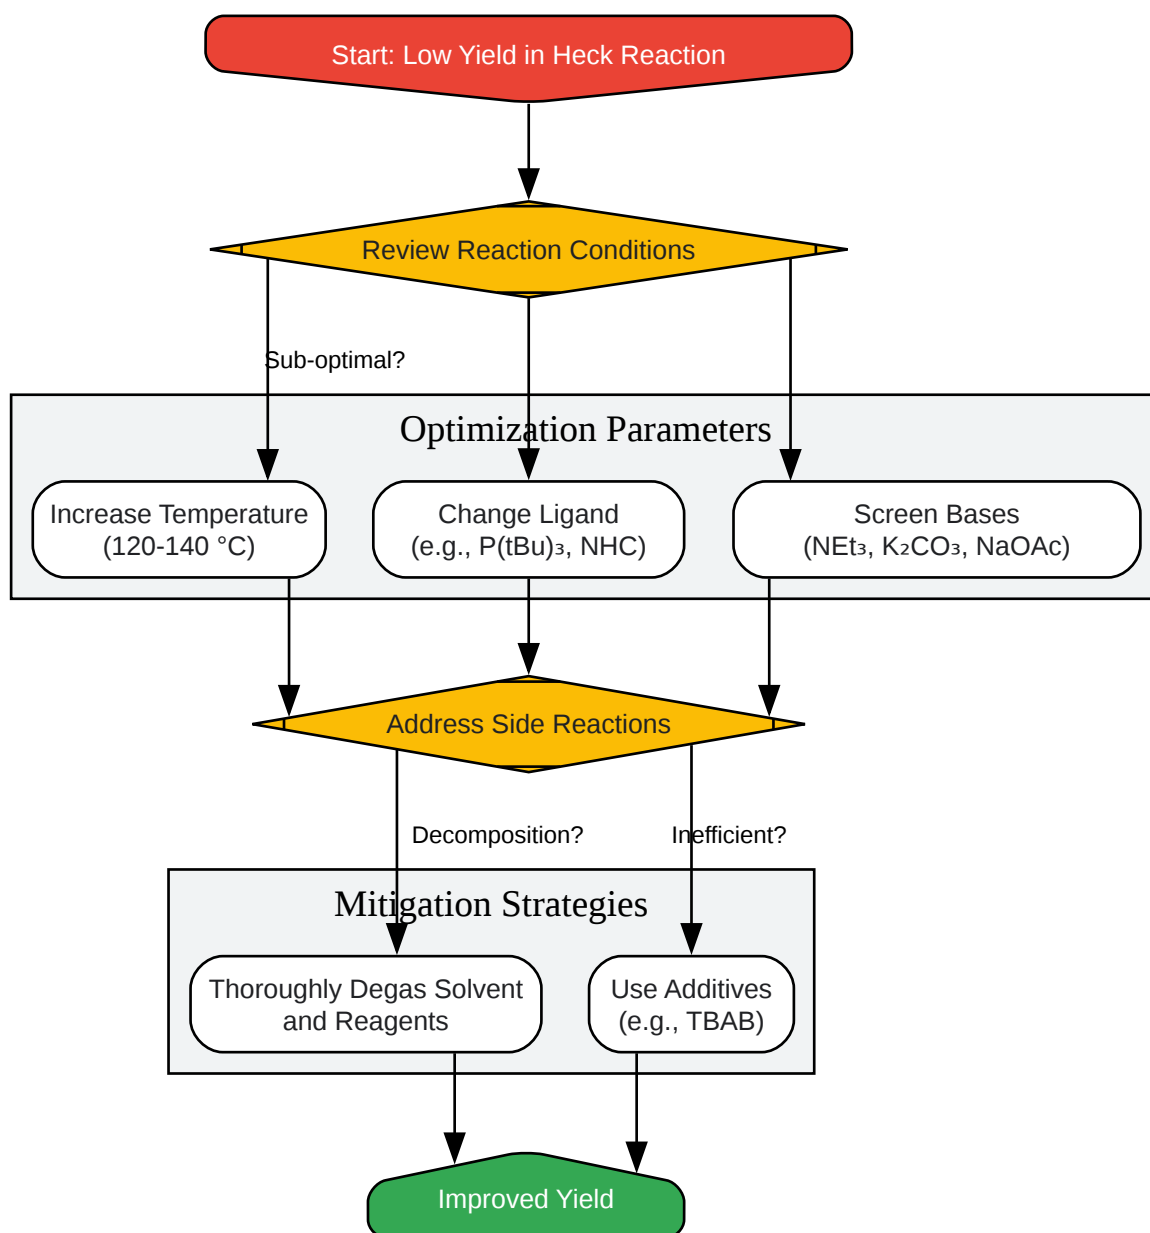 Start: Low Yield in Heck Reaction
Review Reaction Conditions
Sub-optimal?
Optimization Parameters
Increase Temperature
(120-140 °C)
Change Ligand
(e.g., P(tBu)₃, NHC)
Screen Bases
(NEt₃, K₂CO₃, NaOAc)
Address Side Reactions
Decomposition?
Inefficient?
Mitigation Strategies
Thoroughly Degas Solvent
and Reagents
Use Additives
(e.g., TBAB)
Improved Yield